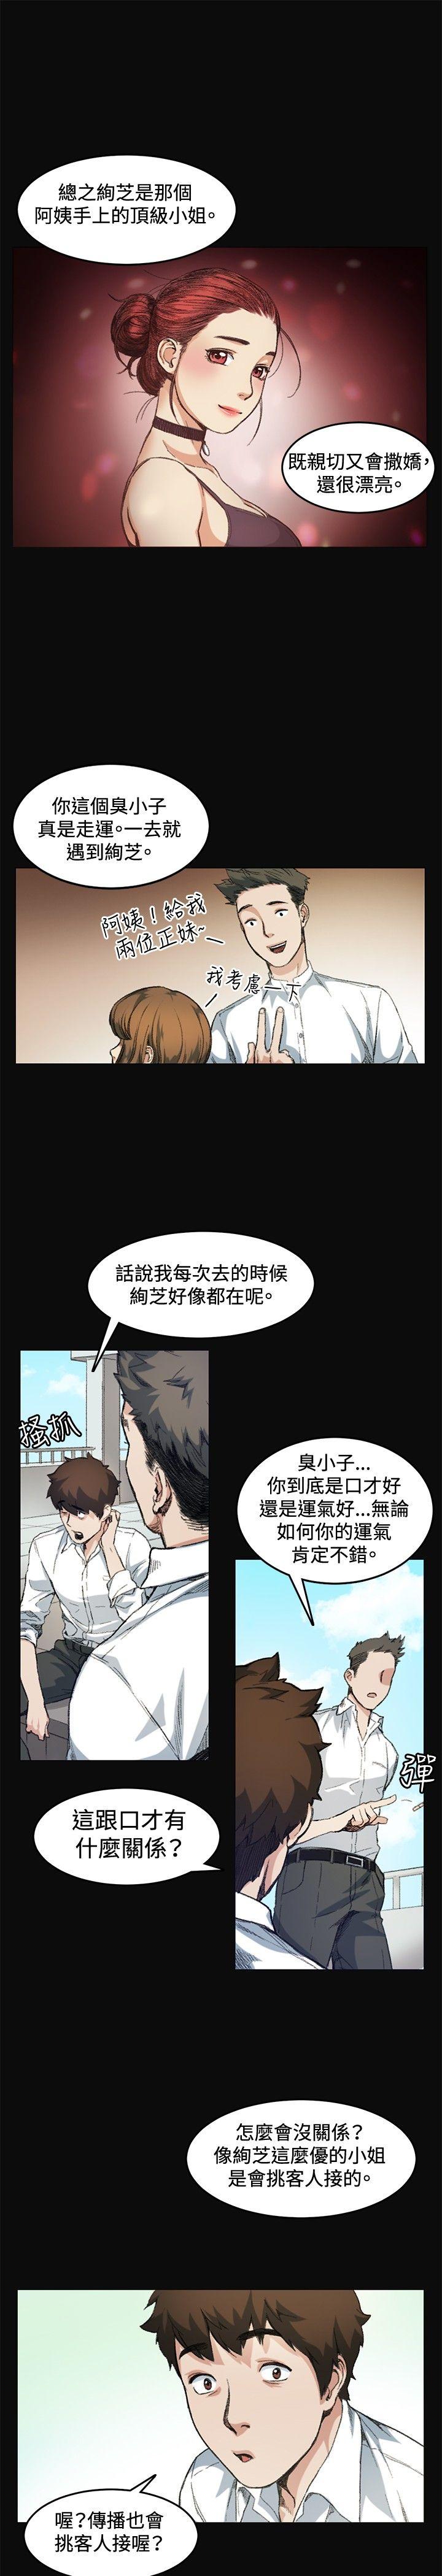 總之絢芝是那個
阿姨手上的頂級小姐。
既親切又會撒嬌，
還很漂亮。
你這個臭小子
真是走運。一去就
遇到絢芝。
阿姨！給我
兩位正妹~
我考慮一下
話說我每次去的時候
絢芝好像都在呢。
搔抓
臭小子…
你到底是口才好
還是運氣好…無論
如何你的運氣
肯定不錯。
彈
這跟口才有
什麼關係？
怎麼會沒關係？
像絢芝這麼優的小姐
是會挑客人接的。
喔？傳播也會
挑客人接喔？